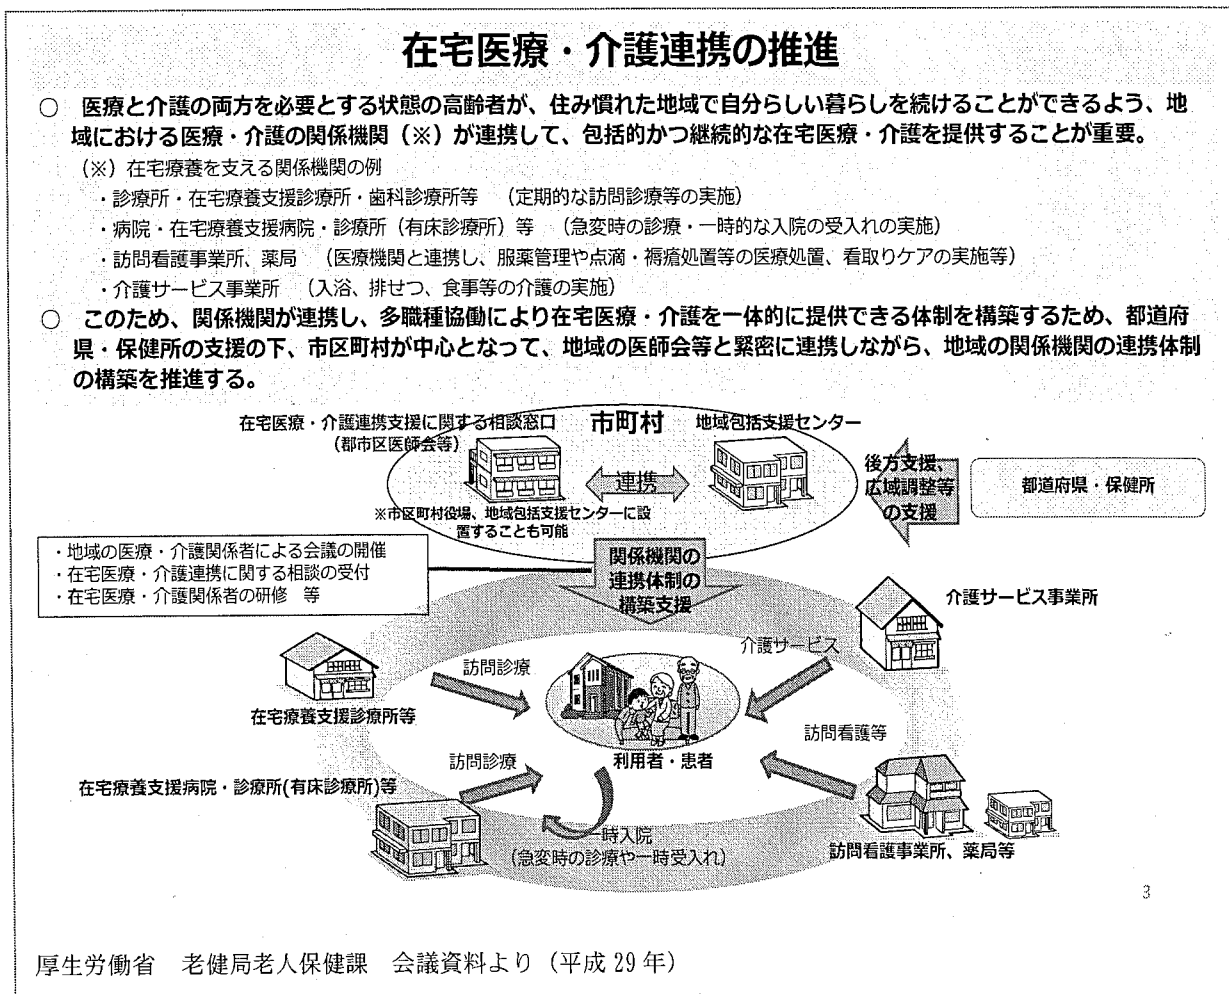 在宅医療・介護連携の推進
○ 医療と介護の両方を必要とする状態の高齢者が、住み慣れた地域で自分らしい暮らしを続けることができるよう、地
域における医療・介護の関係機関（※）が連携して、包括的かつ継続的な在宅医療・介護を提供することが重要。
（※）在宅療養を支える関係機関の例
・診療所・在宅療養支援診療所・歯科診療所等 （定期的な訪問診療等の実施）
・病院・在宅療養支援病院・診療所（有床診療所）等 （急変時の診療・一時的な入院の受入れの実施）
・訪問看護事業所、薬局 （医療機関と連携し、服薬管理や点滴・褥瘡処置等の医療処置、看取りケアの実施等）
・介護サービス事業所 （入浴、排せつ、食事等の介護の実施）
○ このため、関係機関が連携し、多職種協働により在宅医療・介護を一体的に提供できる体制を構築するため、都道府
県・保健所の支援の下、市区町村が中心となって、地域の医師会等と緊密に連携しながら、地域の関係機関の連携体制
の構築を推進する。
在宅医療・介護連携支援に関する相談窓口
（郡市区医師会等）
市町村
地域包括支援センター
連携
※市区町村役場、地域包括支援センターに設
置することも可能
後方支援、
広域調整等
の支援
都道府県・保健所
・地域の医療・介護関係者による会議の開催
・在宅医療・介護連携に関する相談の受付
・在宅医療・介護関係者の研修 等
関係機関の
連携体制の
構築支援
介護サービス事業所
介護サービス
訪問診療
在宅療養支援診療所等
利用者・患者
訪問看護等
訪問診療
在宅療養支援病院・診療所(有床診療所)等
一時入院
（急変時の診療や一時受入れ）
訪問看護事業所、薬局等
3
厚生労働省 老健局老人保健課 会議資料より（平成 29 年）